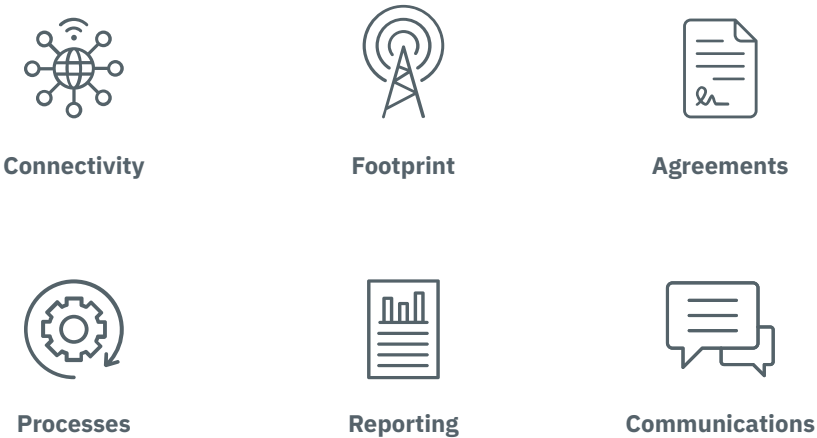 Connectivity
Footprint
Agreements
Processes
Reporting
Communications